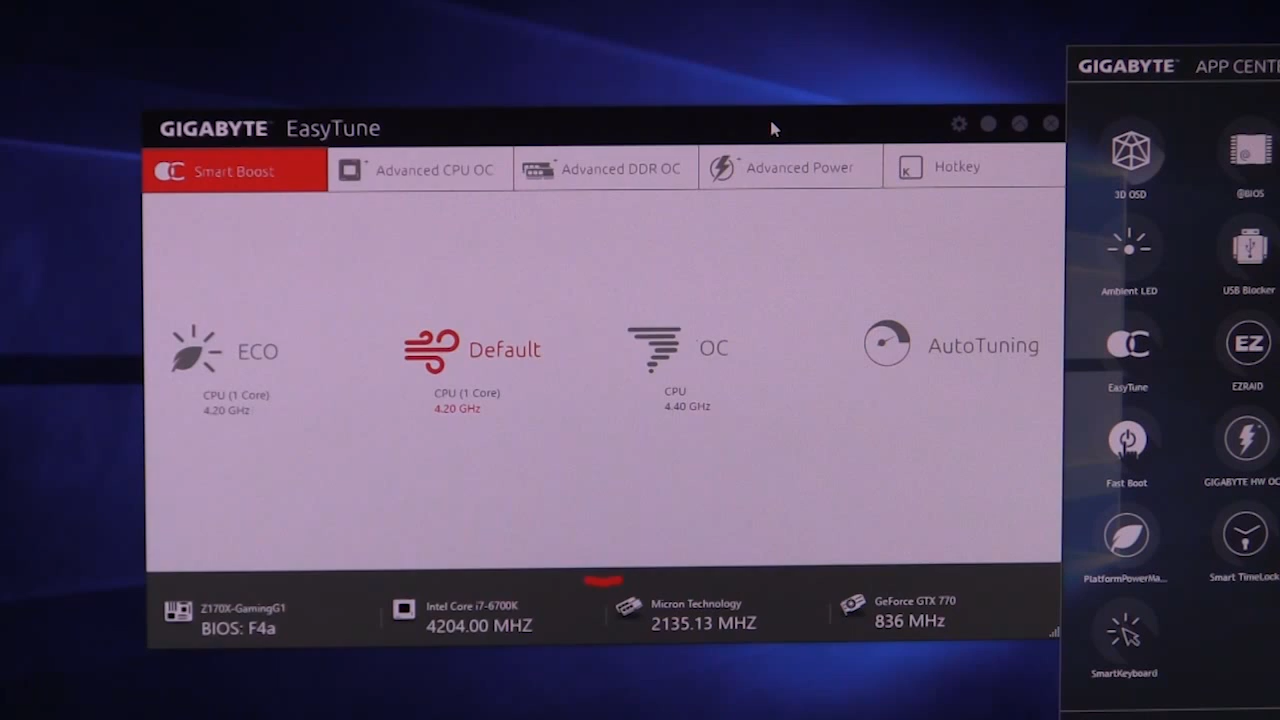 GIGABYTE EasyTune
Smart Boost
Advanced CPU OC
Advanced DDR OC
Advanced Power
K
Hotkey
ECO
CPU (1 Core)
4.20 GHz
Default
CPU (1 Core)
4.20 GHz
OC
CPU
4.40 GHz
AutoTuning
Z170X-GamingG1
BIOS: F4a
Intel Core i7-6700K
4204.00 MHZ
Micron Technology
2135.13 MHZ
GeForce GTX 770
836 MHz
GIGABYTE™ APP CENT
3D OSD
@BIOS
Ambient LED
USB Blocker
EasyTune
EZ
EZRAID
Fast Boot
GIGABYTE HW OC
PlatformPowerMa...
Smart TimeLock
SmartKeyboard